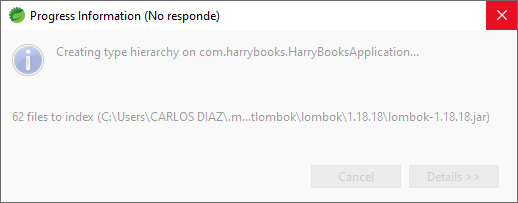 Progress Information (No responde)
Creating type hierarchy on com.harrybooks.HarryBooksApplication...
62 files to index (C:\Users\CARLOS DIAZ\.m...tlombok\lombok\1.18.18\lombok-1.18.18.jar)
Cancel
Details >>